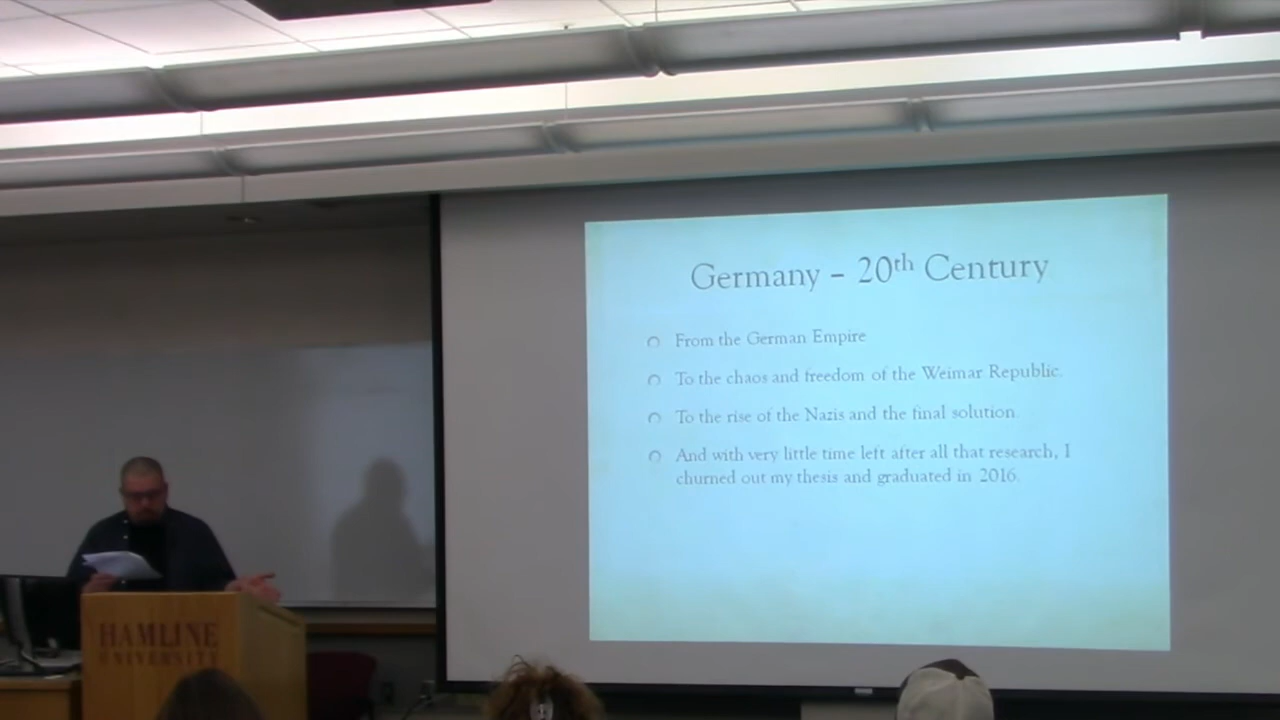 Germany – 20th Century
From the German Empire
To the chaos and freedom of the Weimar Republic.
To the rise of the Nazis and the final solution.
And with very little time left after all that research, I
churned out my thesis and graduated in 2016.
HAMLINE
UNIVERSITY